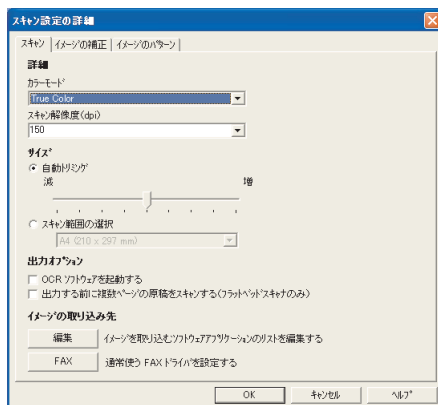 スキャン設定の詳細
スキャン イメージの補正 イメージのパターン
詳細
カラーモード
True Color
スキャン解像度(dpi)
150
サイズ
自動トリミング
減 増
スキャン範囲の選択
A4 (210 x 297 mm)
出力オプション
OCR ソフトウェアを起動する
出力する前に複数ページの原稿をスキャンする(フラットベッドスキャナのみ)
イメージの取り込み先
編集 イメージを取り込むソフトウェアアプリケーションのリストを編集する
FAX 通常使う FAX ドライバを設定する
OK キャンセル ヘルプ